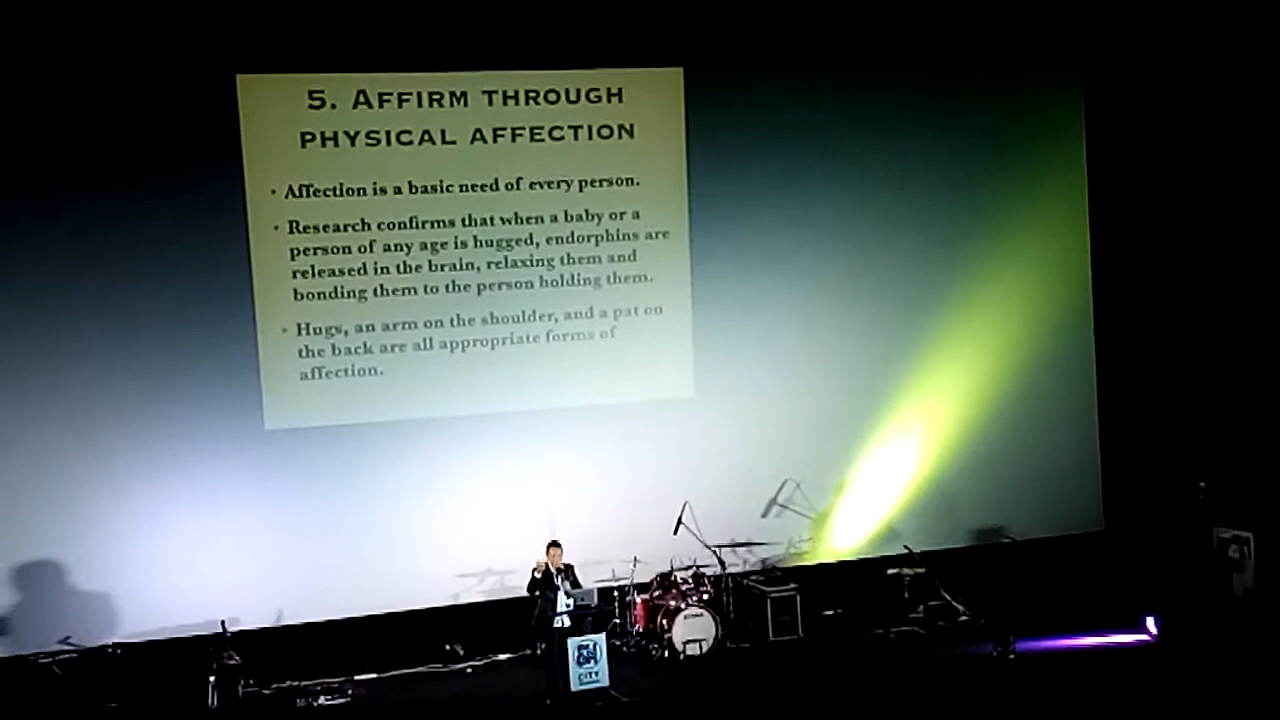 5. AFFIRM THROUGH
PHYSICAL AFFECTION
• Affection is a basic need of every person.
• Research confirms that when a baby or a
person of any age is hugged, endorphins are
released in the brain, relaxing them and
bonding them to the person holding them.
• Hugs, an arm on the shoulder, and a pat on
the back are all appropriate forms of
affection.
CITY